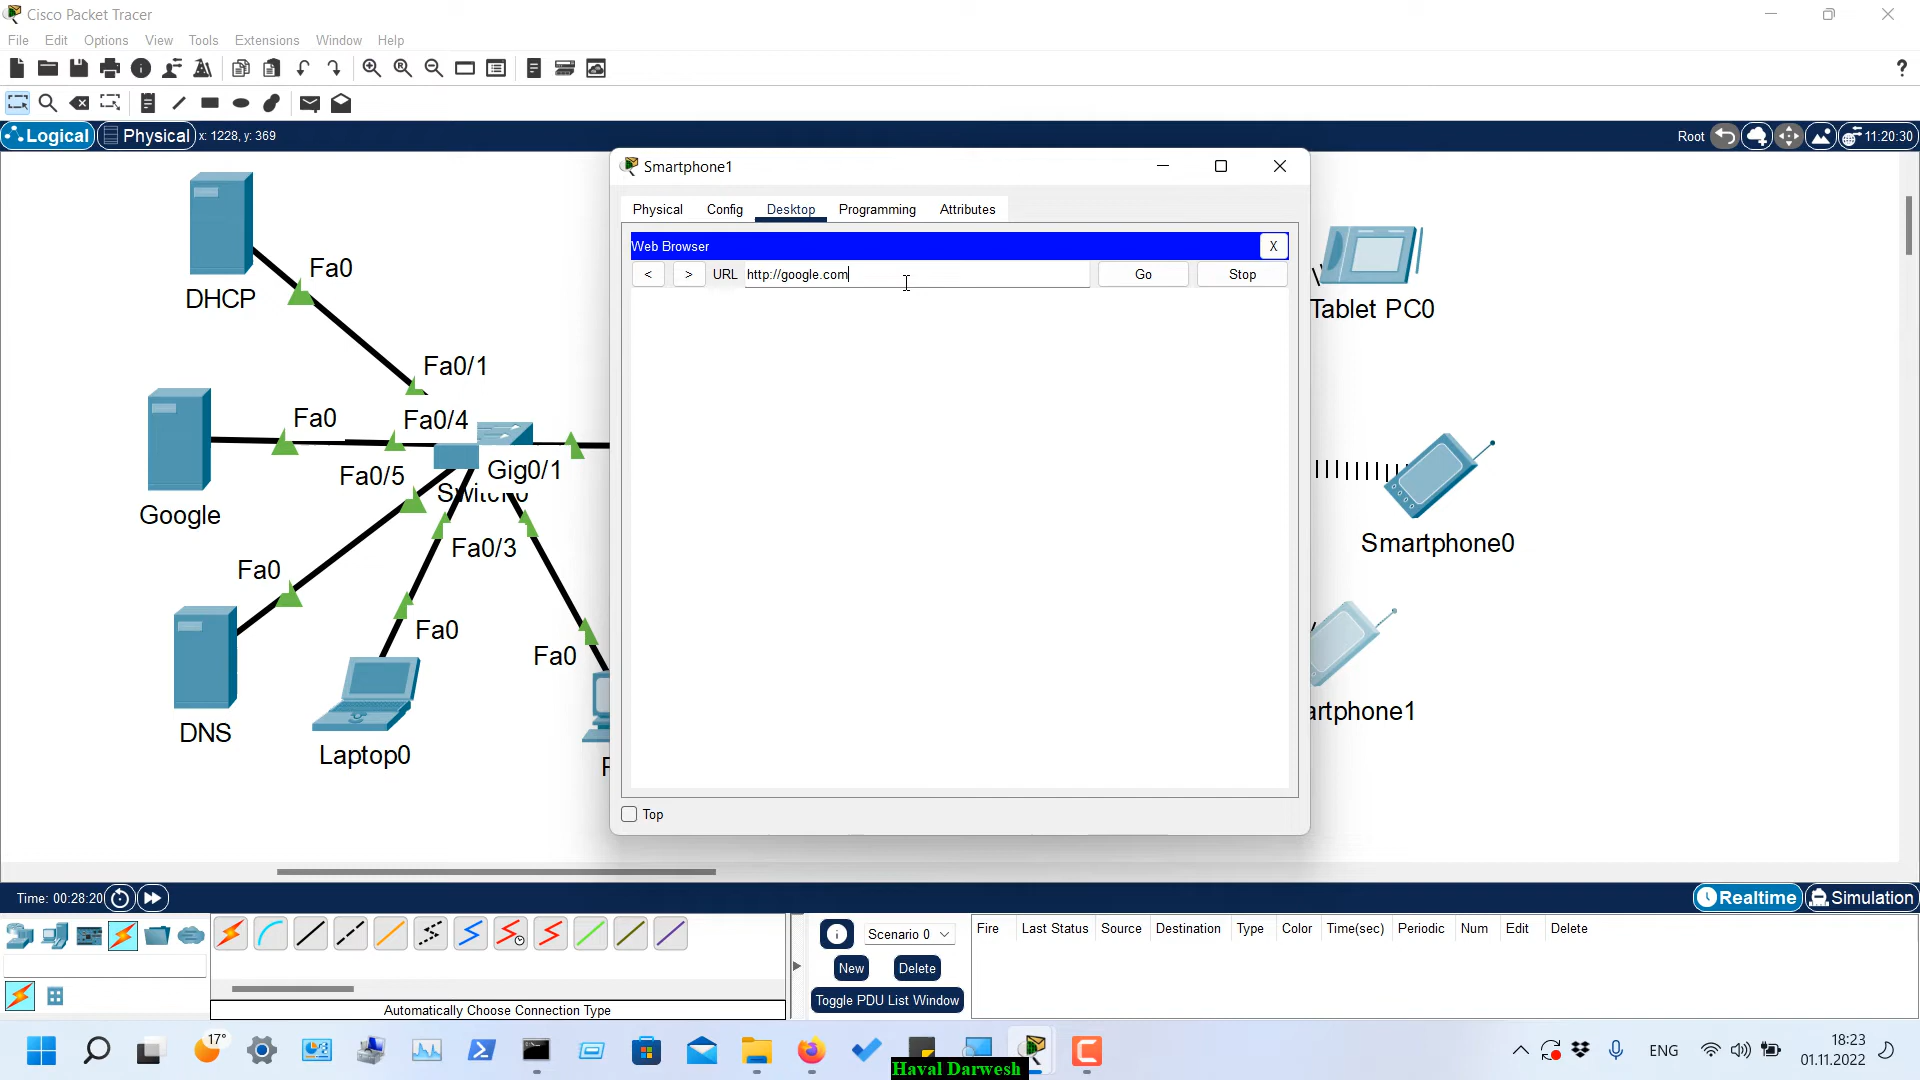 Cisco Packet Tracer
File Edit Options View Tools Extensions Window Help
?
Logical Physical x: 1228, y: 369 Root 11:20:30
Smartphone1
Physical Config Desktop Programming Attributes
Web Browser X
< > URL http://google.com Go Stop
Top
Fa0
DHCP
Fa0/1
Fa0
Fa0/4
Fa0/5
Gig0/1
Google
Fa0/3
Fa0
Fa0
Fa0
DNS
Laptop0
Tablet PC0
Smartphone0
artphone1
Time: 00:28:20 Realtime Simulation
Scenario 0
New Delete
Toggle PDU List Window
Fire Last Status Source Destination Type Color Time(sec) Periodic Num Edit Delete
Automatically Choose Connection Type
17°
ENG
18:23
01.11.2022
Haval Darwesh